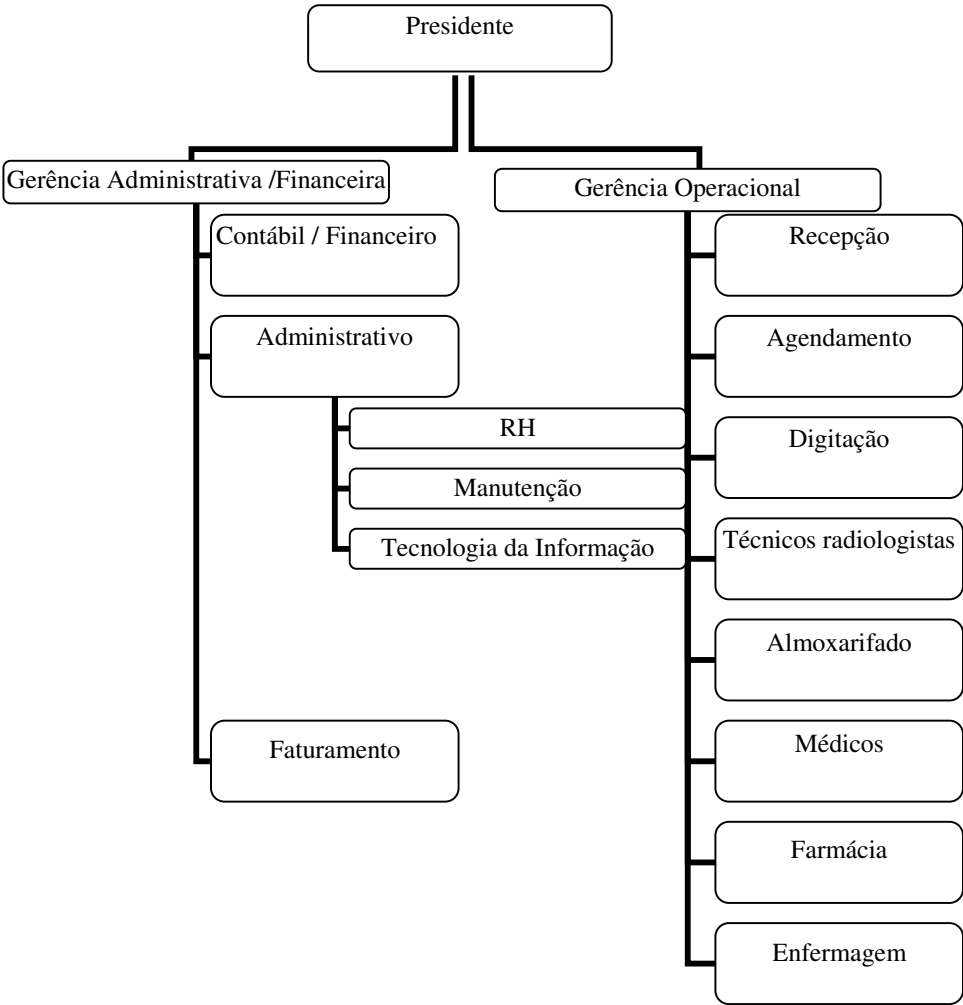 Presidente
Gerência Administrativa /Financeira
Contábil / Financeiro
Administrativo
RH
Manutenção
Tecnologia da Informação
Faturamento
Gerência Operacional
Recepção
Agendamento
Digitação
Técnicos radiologistas
Almoxarifado
Médicos
Farmácia
Enfermagem